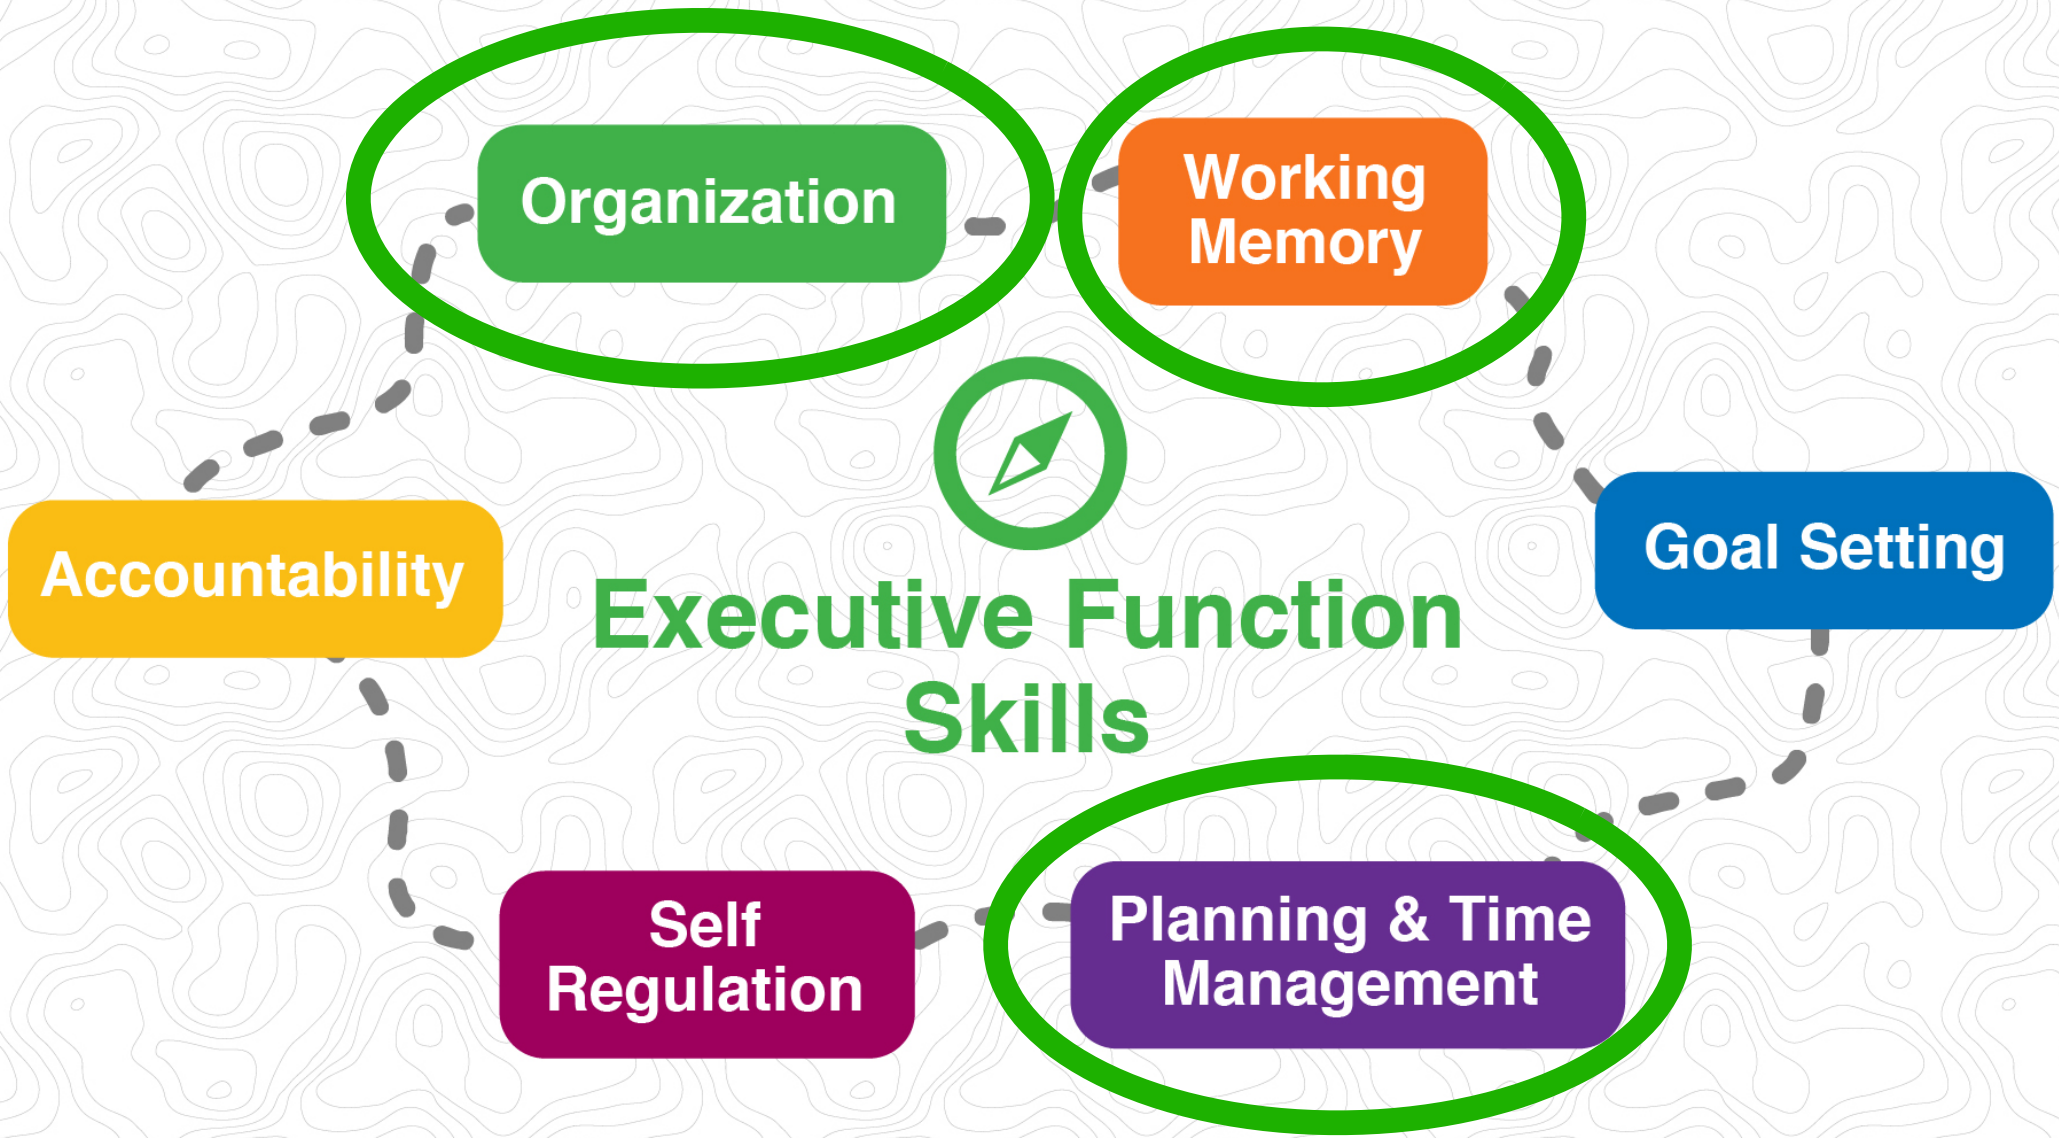 Organization
Working
Memory
Accountability
Goal Setting
Executive Function
Skills
Self
Regulation
Planning & Time
Management